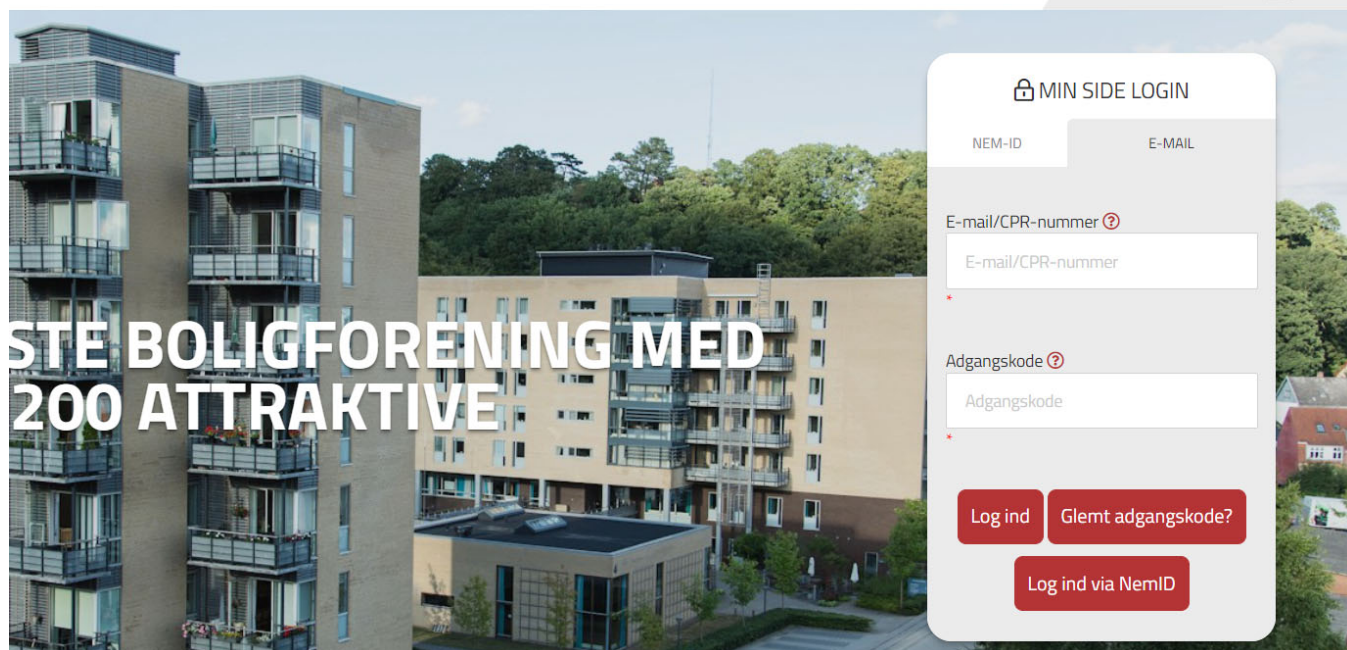 STE BOLIGFORENING MED
200 ATTRAKTIVE
MIN SIDE LOGIN
NEM-ID
E-MAIL
E-mail/CPR-nummer ?
E-mail/CPR-nummer
*
Adgangskode ?
Adgangskode
*
Log ind
Glemt adgangskode?
Log ind via NemID